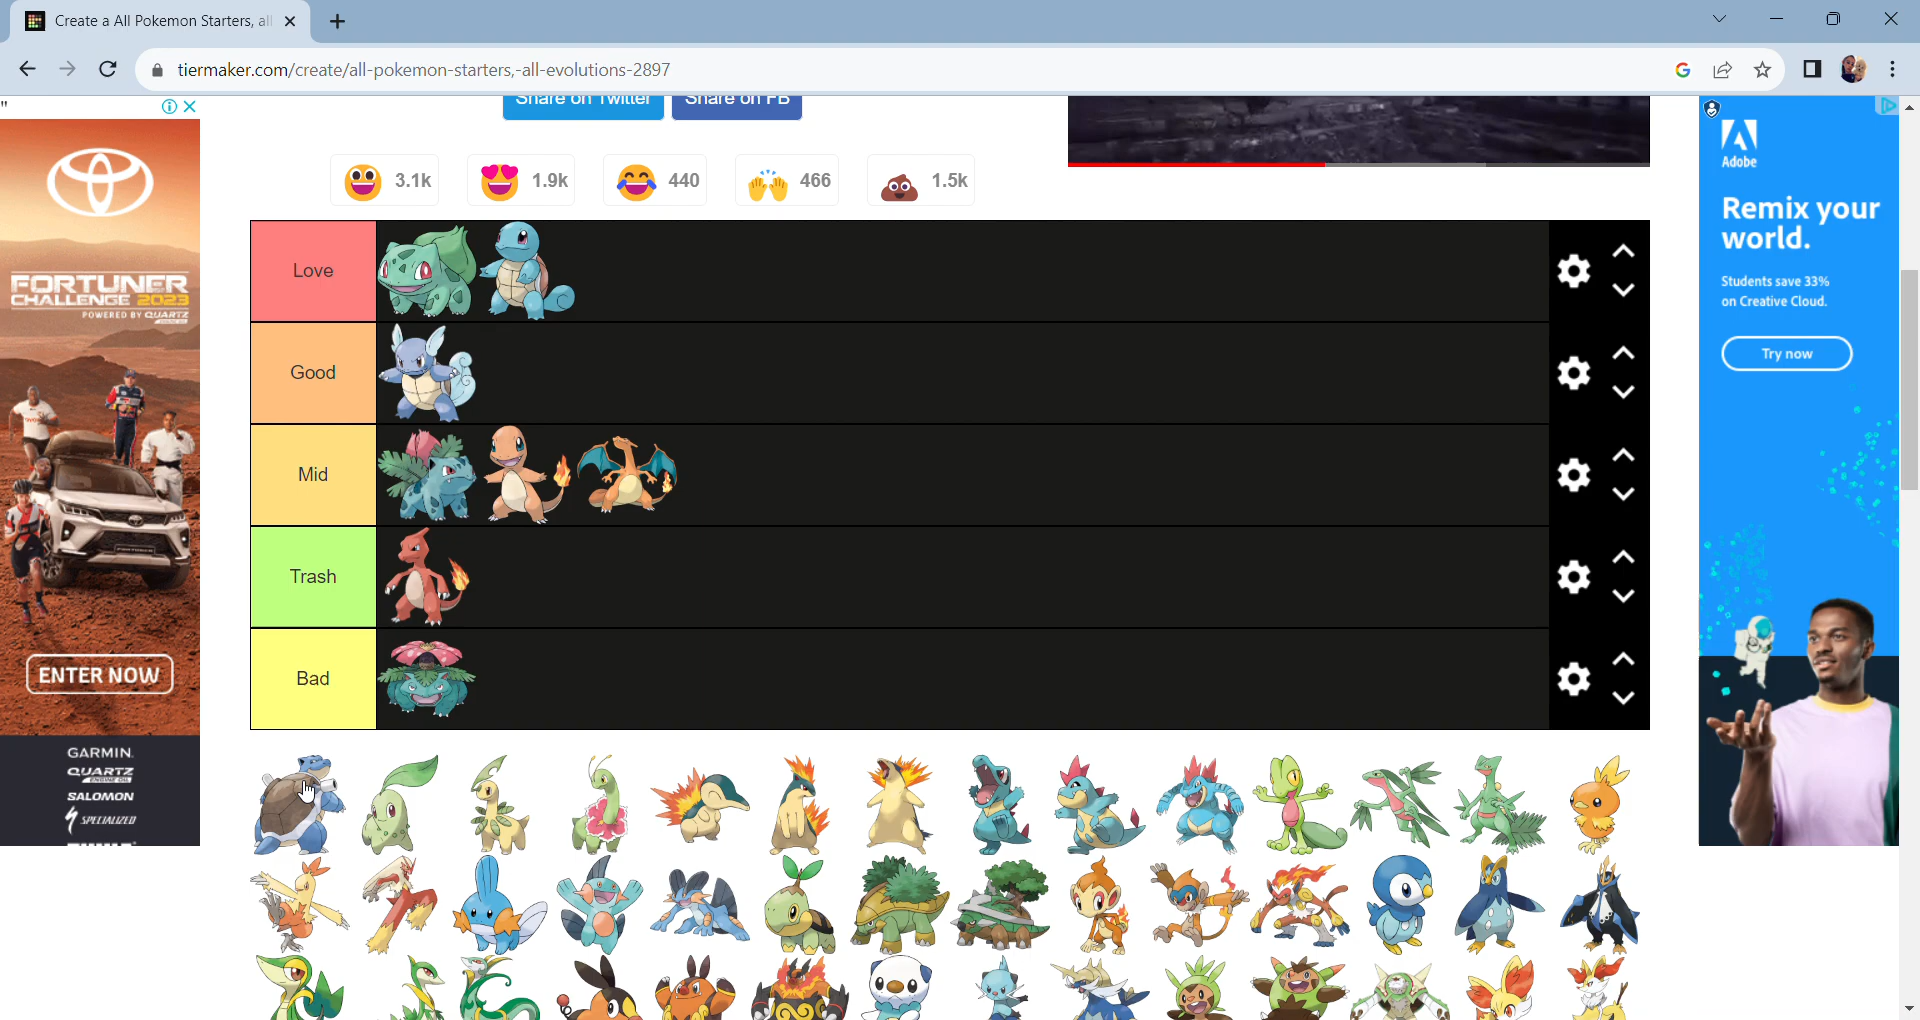 Create a All Pokemon Starters, all
tiermaker.com/create/all-pokemon-starters,-all-evolutions-2897
"
Share on Twitter
Share on FB
3.1k
1.9k
440
466
1.5k
Love
Good
Mid
Trash
Bad
FORTUNER
CHALLENGE 2023
POWERED BY QUARTZ
ENTER NOW
GARMIN.
QUARTZ
ENGINE OIL
SALOMON
SPECIALIZED
Adobe
Remix your
world.
Students save 33%
on Creative Cloud.
Try now